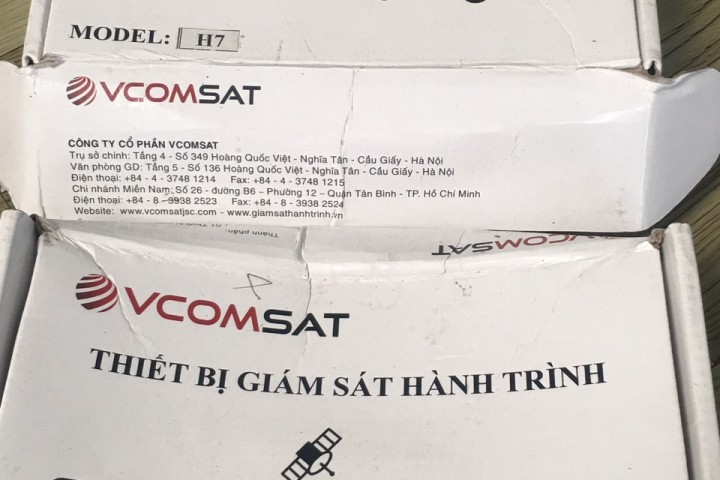 MODEL: H7
VCOMSAT
CÔNG TY CỔ PHẦN VCOMSAT
Trụ sở chính: Tầng 4 - Số 349 Hoàng Quốc Việt - Nghĩa Tân - Cầu Giấy - Hà Nội
Văn phòng GD: Tầng 5 - Số 136 Hoàng Quốc Việt - Nghĩa Tân - Cầu Giấy - Hà Nội
Điện thoại: +84 - 4 - 3748 1214 Fax: +84 - 4 - 3748 1215
Chi nhánh Miền Nam: Số 26 - đường B6 - Phường 12 - Quận Tân Bình - TP. Hồ Chí Minh
Điện thoại: +84 - 8 - 3938 2523 Fax: +84 - 8 - 3938 2524
Website: www.vcomsatjsc.com - www.giamsathanhtrinh.vn
Thành phần:
VCOMSAT
VCOMSAT
THIẾT BỊ GIÁM SÁT HÀNH TRÌNH